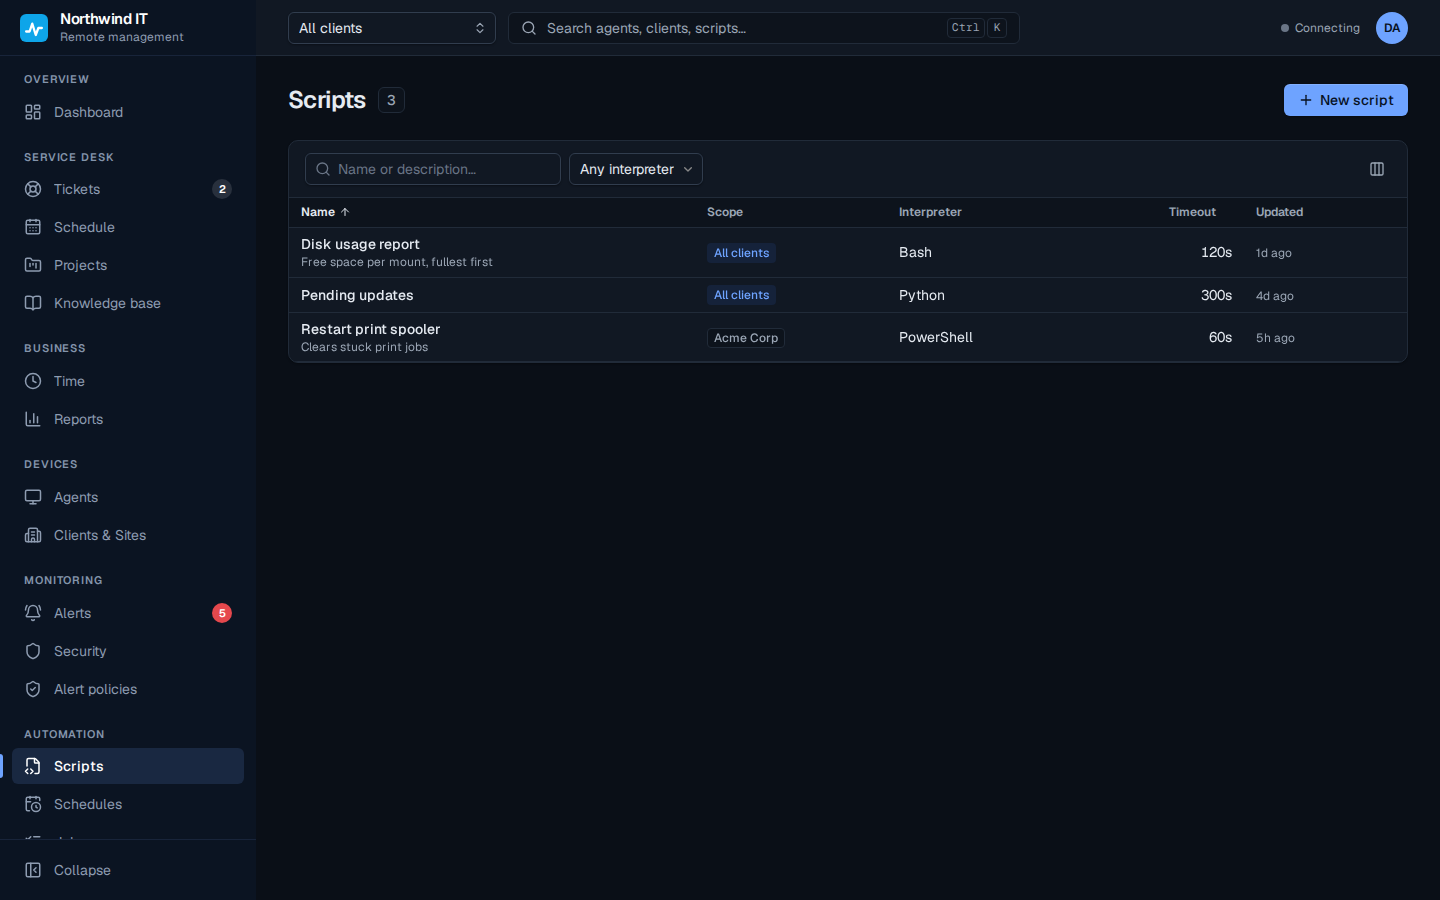 Northwind IT
Remote management
All clients
Search agents, clients, scripts...
Ctrl K
Connecting
DA
OVERVIEW
Dashboard
SERVICE DESK
Tickets 2
Schedule
Projects
Knowledge base
BUSINESS
Time
Reports
DEVICES
Agents
Clients & Sites
MONITORING
Alerts 5
Security
Alert policies
AUTOMATION
Scripts
Schedules
Collapse
Scripts 3
New script
Name or description...
Any interpreter
Name Scope Interpreter Timeout Updated
Disk usage report
Free space per mount, fullest first
All clients Bash 120s 1d ago
Pending updates All clients Python 300s 4d ago
Restart print spooler
Clears stuck print jobs
Acme Corp PowerShell 60s 5h ago